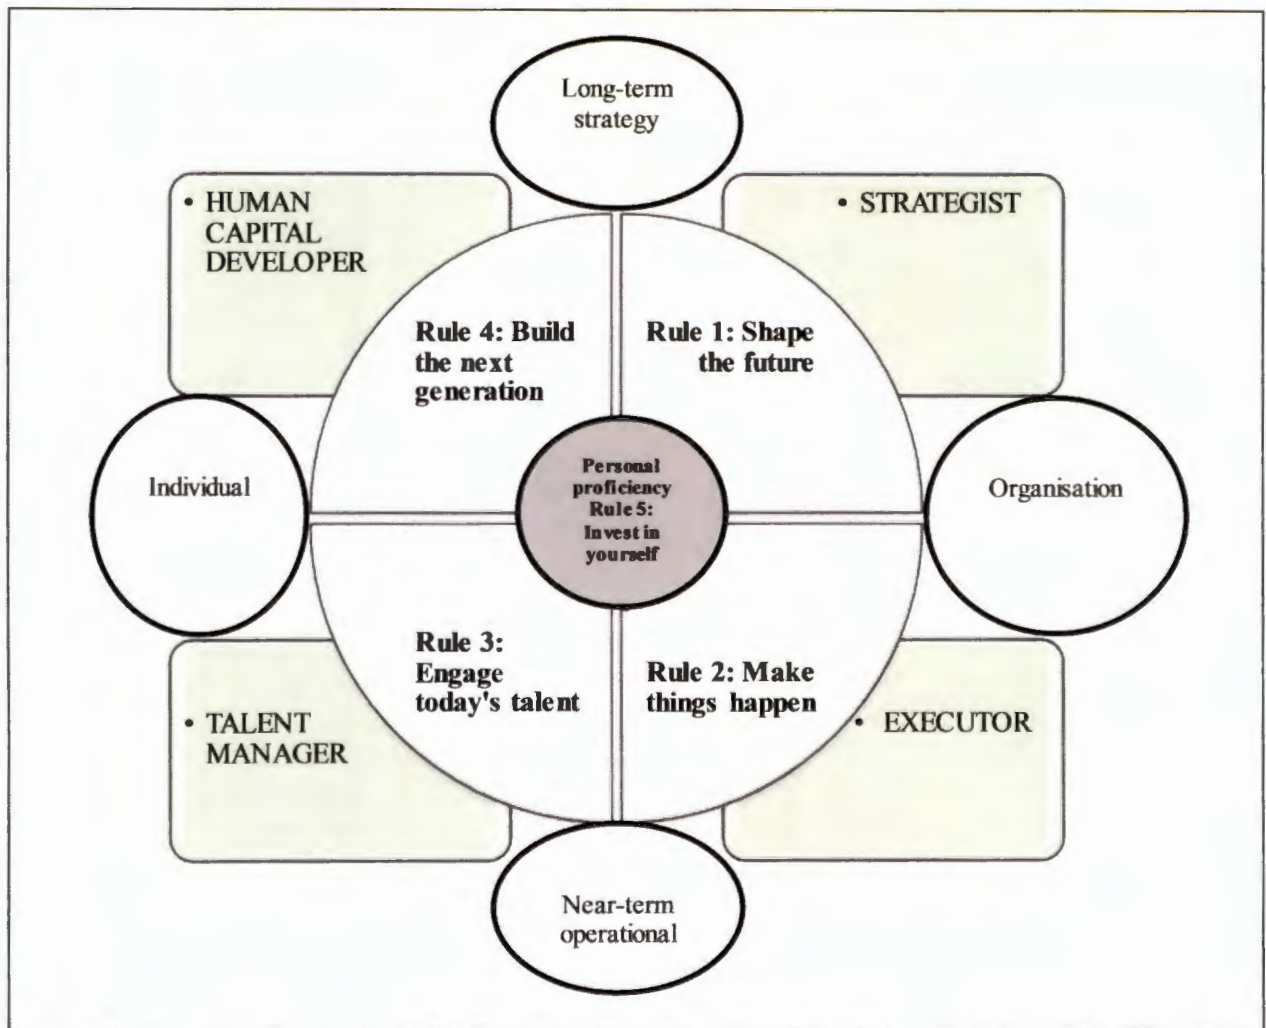 Long-term
strategy
• HUMAN
CAPITAL
DEVELOPER
• STRATEGIST
Rule 4: Build
the next
generation
Rule 1: Shape
the future
Individual
Personal
proficiency
Rule 5:
Invest in
yourself
Organisation
Rule 3:
Engage
today's talent
Rule 2: Make
things happen
• TALENT
MANAGER
• EXECUTOR
Near-term
operational